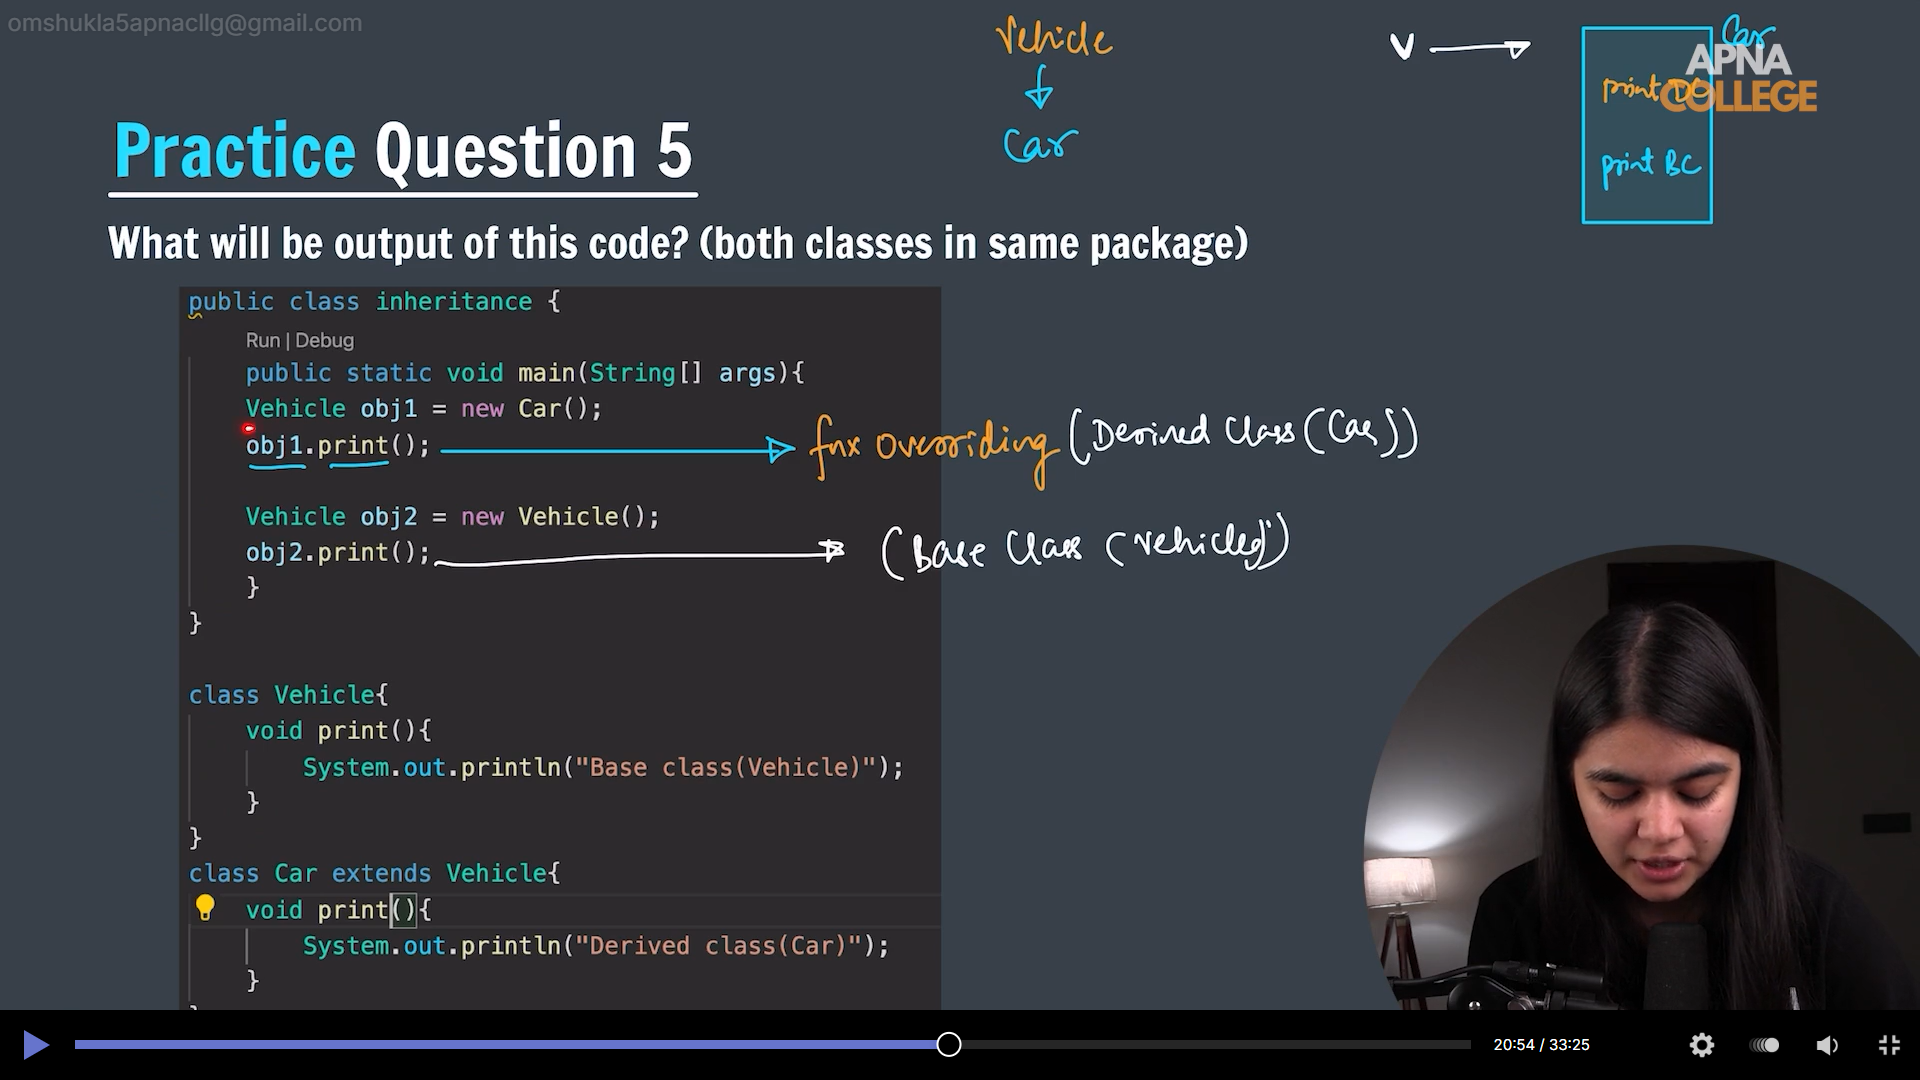 omshukla5apnacllg@gmail.com
Vehicle
Car
V
Car
APNA
COLLEGE
print DC
print BC
Practice Question 5
What will be output of this code? (both classes in same package)
public class inheritance {
Run | Debug
public static void main(String[] args){
Vehicle obj1 = new Car();
obj1.print();
fnx overriding (Derived Class (Car))
Vehicle obj2 = new Vehicle();
obj2.print();
(Base Class (Vehicle))
}
}
class Vehicle{
void print(){
System.out.println("Base class(Vehicle)");
}
}
class Car extends Vehicle{
void print(){
System.out.println("Derived class(Car)");
}
20:54 / 33:25